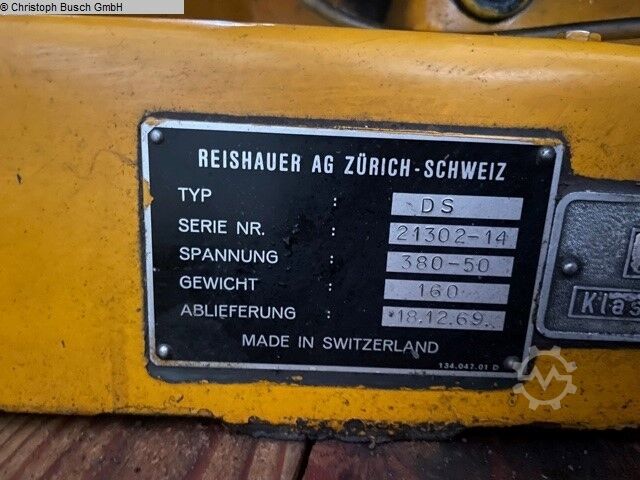 © Christoph Busch GmbH
REISHAUER AG ZÜRICH-SCHWEIZ
TYP : DS
SERIE NR. : 21302-14
SPANNUNG : 380-50
GEWICHT : 160
ABLIEFERUNG : 18.12.69.
MADE IN SWITZERLAND
134.047.01 D
Klas